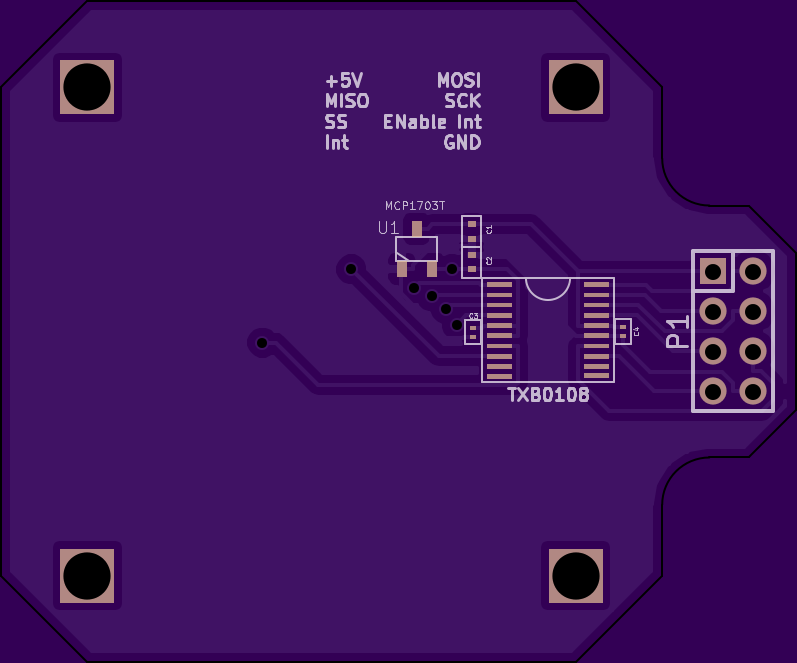 +5V MOSI
MISO SCK
SS ENable Int
Int GND
MCP1703T
U1
C1
C2
C3
C4
P1
TXB0108